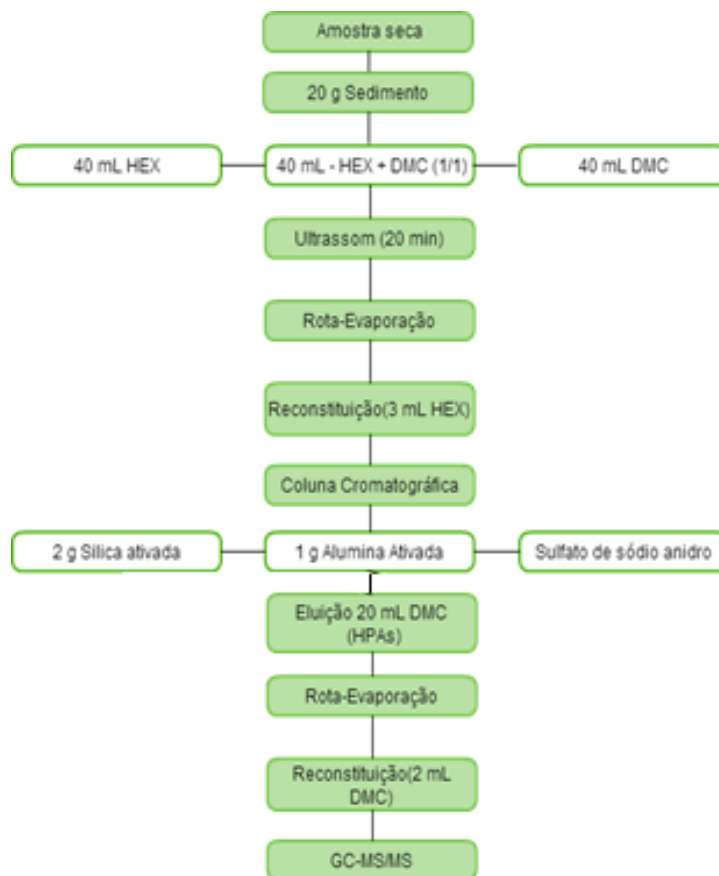 Amostra seca
20 g Sedimento
40 mL HEX
40 mL - HEX + DMC (1/1)
40 mL DMC
Ultrassom (20 min)
Rota-Evaporação
Reconstituição(3 mL HEX)
Coluna Cromatográfica
2 g Silica ativada
1 g Alumina Ativada
Sulfato de sódio anidro
Eluição 20 mL DMC
(HPAs)
Rota-Evaporação
Reconstituição(2 mL
DMC)
GC-MS/MS